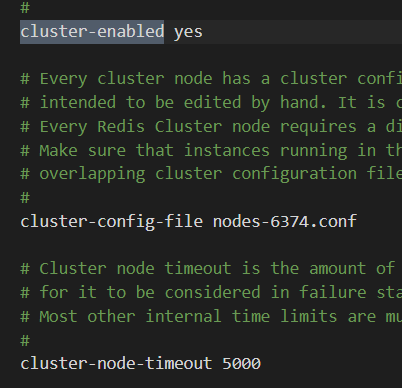 #
cluster-enabled yes
# Every cluster node has a cluster confi
# intended to be edited by hand. It is c
# Every Redis Cluster node requires a di
# Make sure that instances running in th
# overlapping cluster configuration file
#
cluster-config-file nodes-6374.conf
# Cluster node timeout is the amount of
# for it to be considered in failure sta
# Most other internal time limits are mu
#
cluster-node-timeout 5000